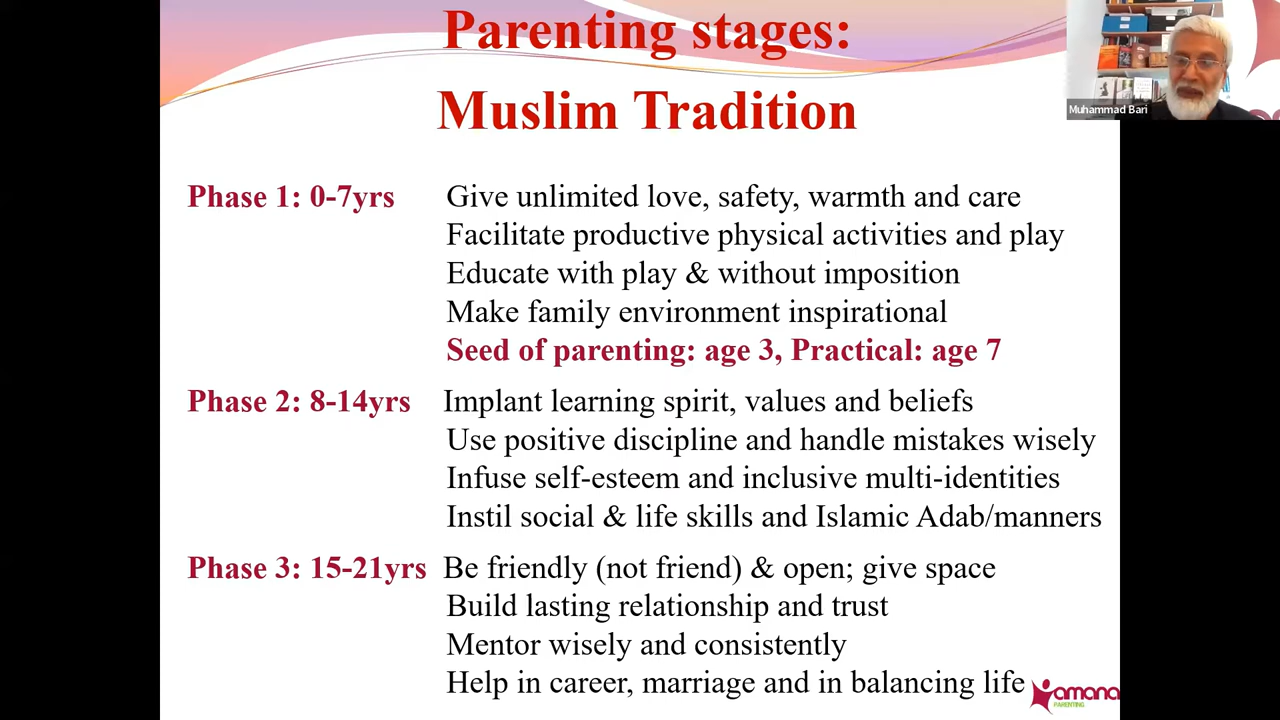 Parenting stages:
Muslim Tradition
Muhammad Bari
Phase 1: 0-7yrs Give unlimited love, safety, warmth and care
Facilitate productive physical activities and play
Educate with play & without imposition
Make family environment inspirational
Seed of parenting: age 3, Practical: age 7
Phase 2: 8-14yrs Implant learning spirit, values and beliefs
Use positive discipline and handle mistakes wisely
Infuse self-esteem and inclusive multi-identities
Instil social & life skills and Islamic Adab/manners
Phase 3: 15-21yrs Be friendly (not friend) & open; give space
Build lasting relationship and trust
Mentor wisely and consistently
Help in career, marriage and in balancing life
amana
PARENTING